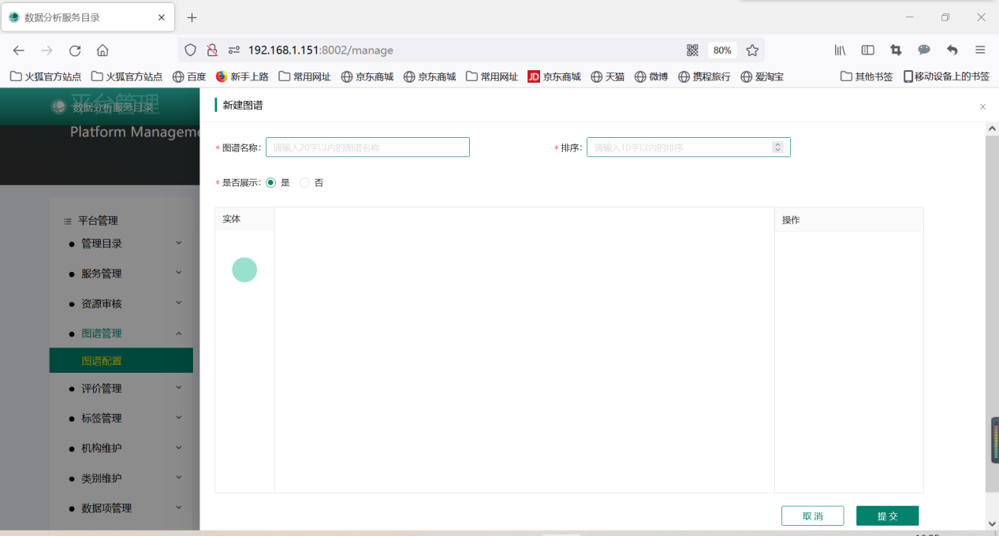 数据分析服务目录
192.168.1.151:8002/manage
80%
火狐官方站点 火狐官方站点 百度 新手上路 常用网址 京东商城 京东商城 常用网址 JD 京东商城 天猫 微博 携程旅行 爱淘宝 其他书签 移动设备上的书签
平台管理
数据分析服务目录
Platform Manageme
新建图谱
* 图谱名称: 请输入20字以内的图谱名称
* 排序: 请输入10字以内的排序
* 是否展示: 是 否
实体
操作
平台管理
管理目录
服务管理
资源审核
图谱管理
图谱配置
评价管理
标签管理
机构维护
类别维护
数据项管理
取 消
提 交